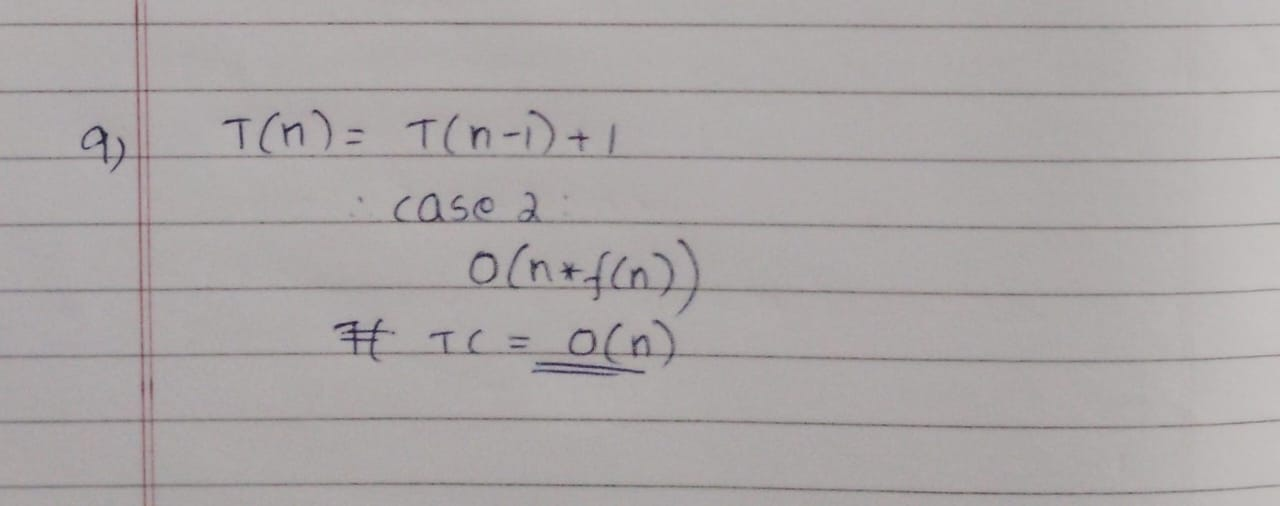 9) T(n) = T(n-1) + 1
case 2
O(n*f(n))
TC = O(n)